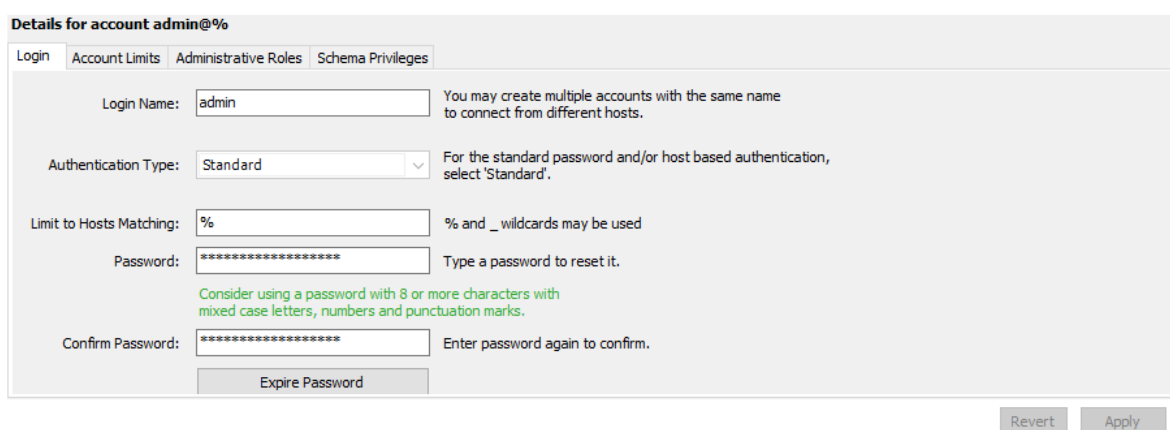 Details for account admin@%
Login Account Limits Administrative Roles Schema Privileges
Login Name: admin You may create multiple accounts with the same name
to connect from different hosts.
Authentication Type: Standard For the standard password and/or host based authentication,
select 'Standard'.
Limit to Hosts Matching: % % and _ wildcards may be used
Password: ****************** Type a password to reset it.
Consider using a password with 8 or more characters with
mixed case letters, numbers and punctuation marks.
Confirm Password: ****************** Enter password again to confirm.
Expire Password
Revert Apply